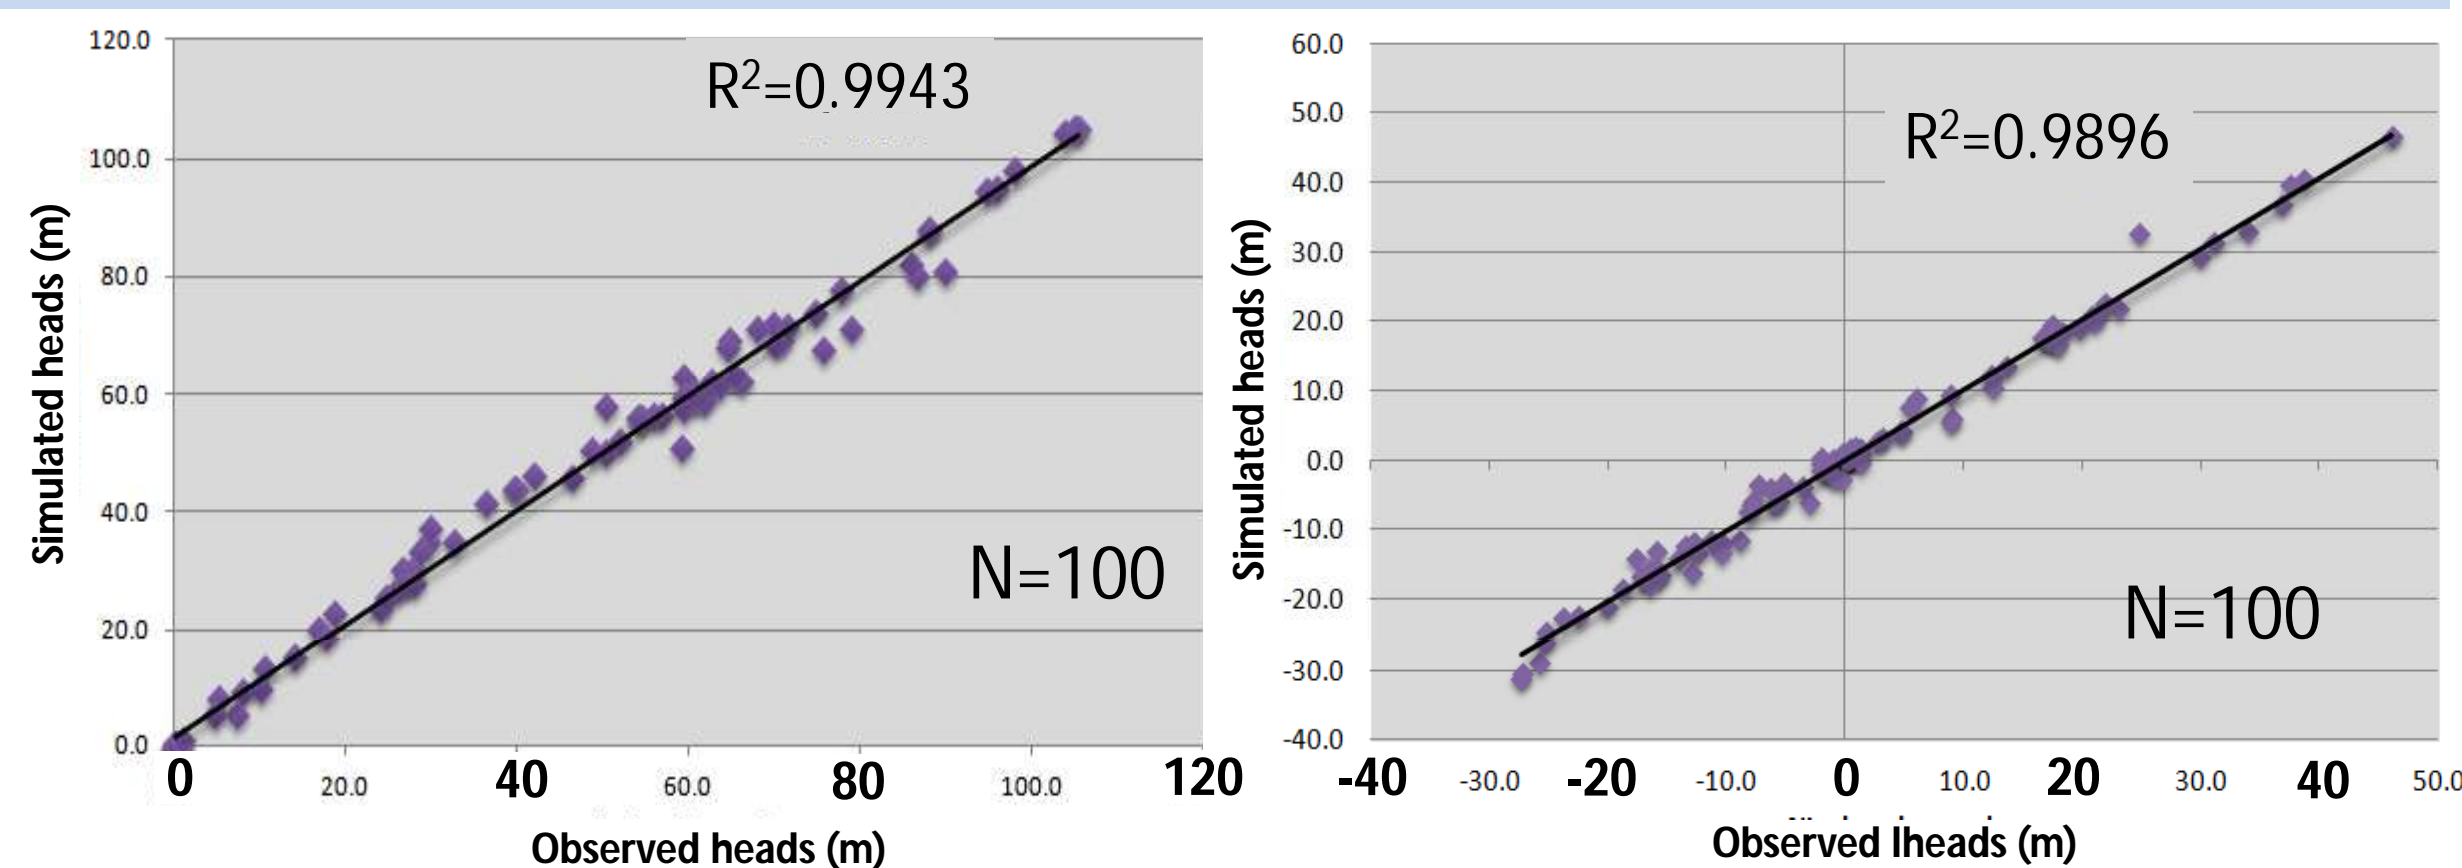 120.0
100.0
80.0
60.0
40.0
20.0
0.0
Simulated heads (m)
R²=0.9943
N=100
0 20.0 40 60.0 80 100.0 120
Observed heads (m)
60.0
50.0
40.0
30.0
20.0
10.0
0.0
-10.0
-20.0
-30.0
-40.0
Simulated heads (m)
R²=0.9896
N=100
-40 -30.0 -20 -10.0 0 10.0 20 30.0 40 50.0
Observed lheads (m)